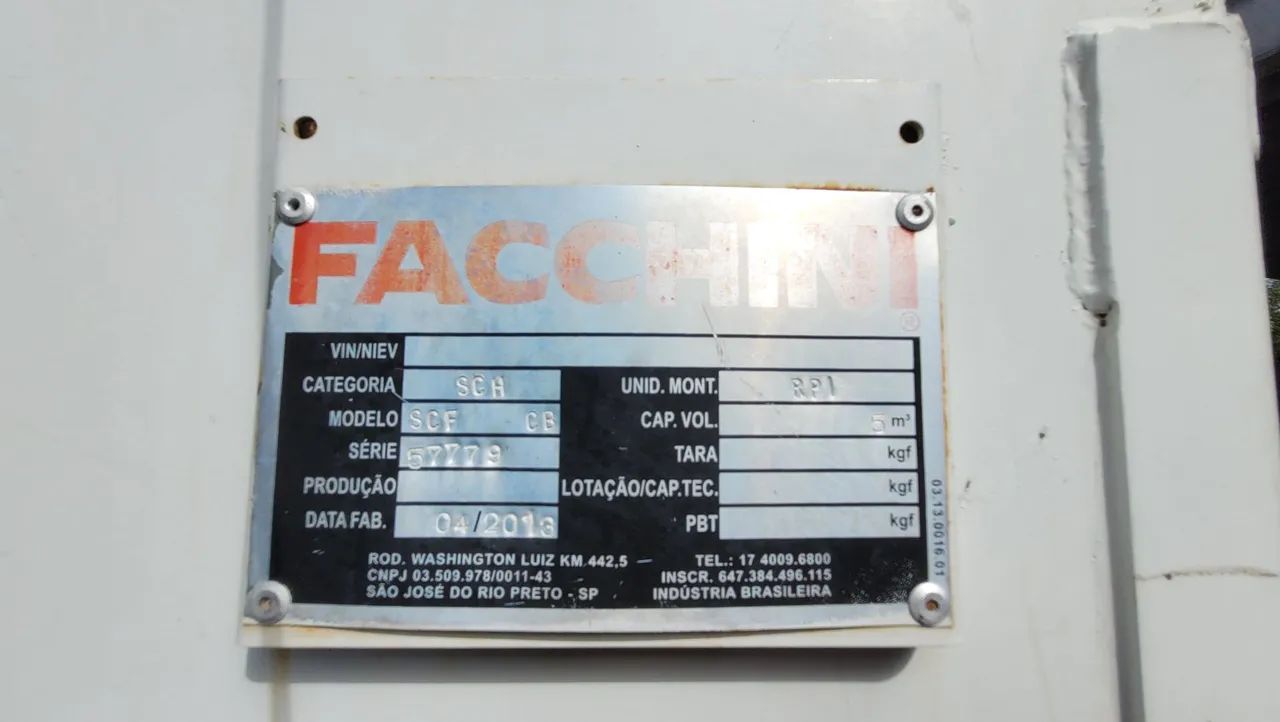 FACCHINI
®
VIN/NIEV
CATEGORIA SCH UNID. MONT. RP1
MODELO SCF CB CAP. VOL. 5 m³
SÉRIE 57779 TARA kgf
PRODUÇÃO LOTAÇÃO/CAP.TEC. kgf
DATA FAB. 04/2013 PBT kgf
ROD. WASHINGTON LUIZ KM 442,5 TEL.: 17 4009.6800
CNPJ 03.509.978/0011-43 INSCR. 647.384.496.115
SÃO JOSÉ DO RIO PRETO - SP INDÚSTRIA BRASILEIRA
03.13.0016.01